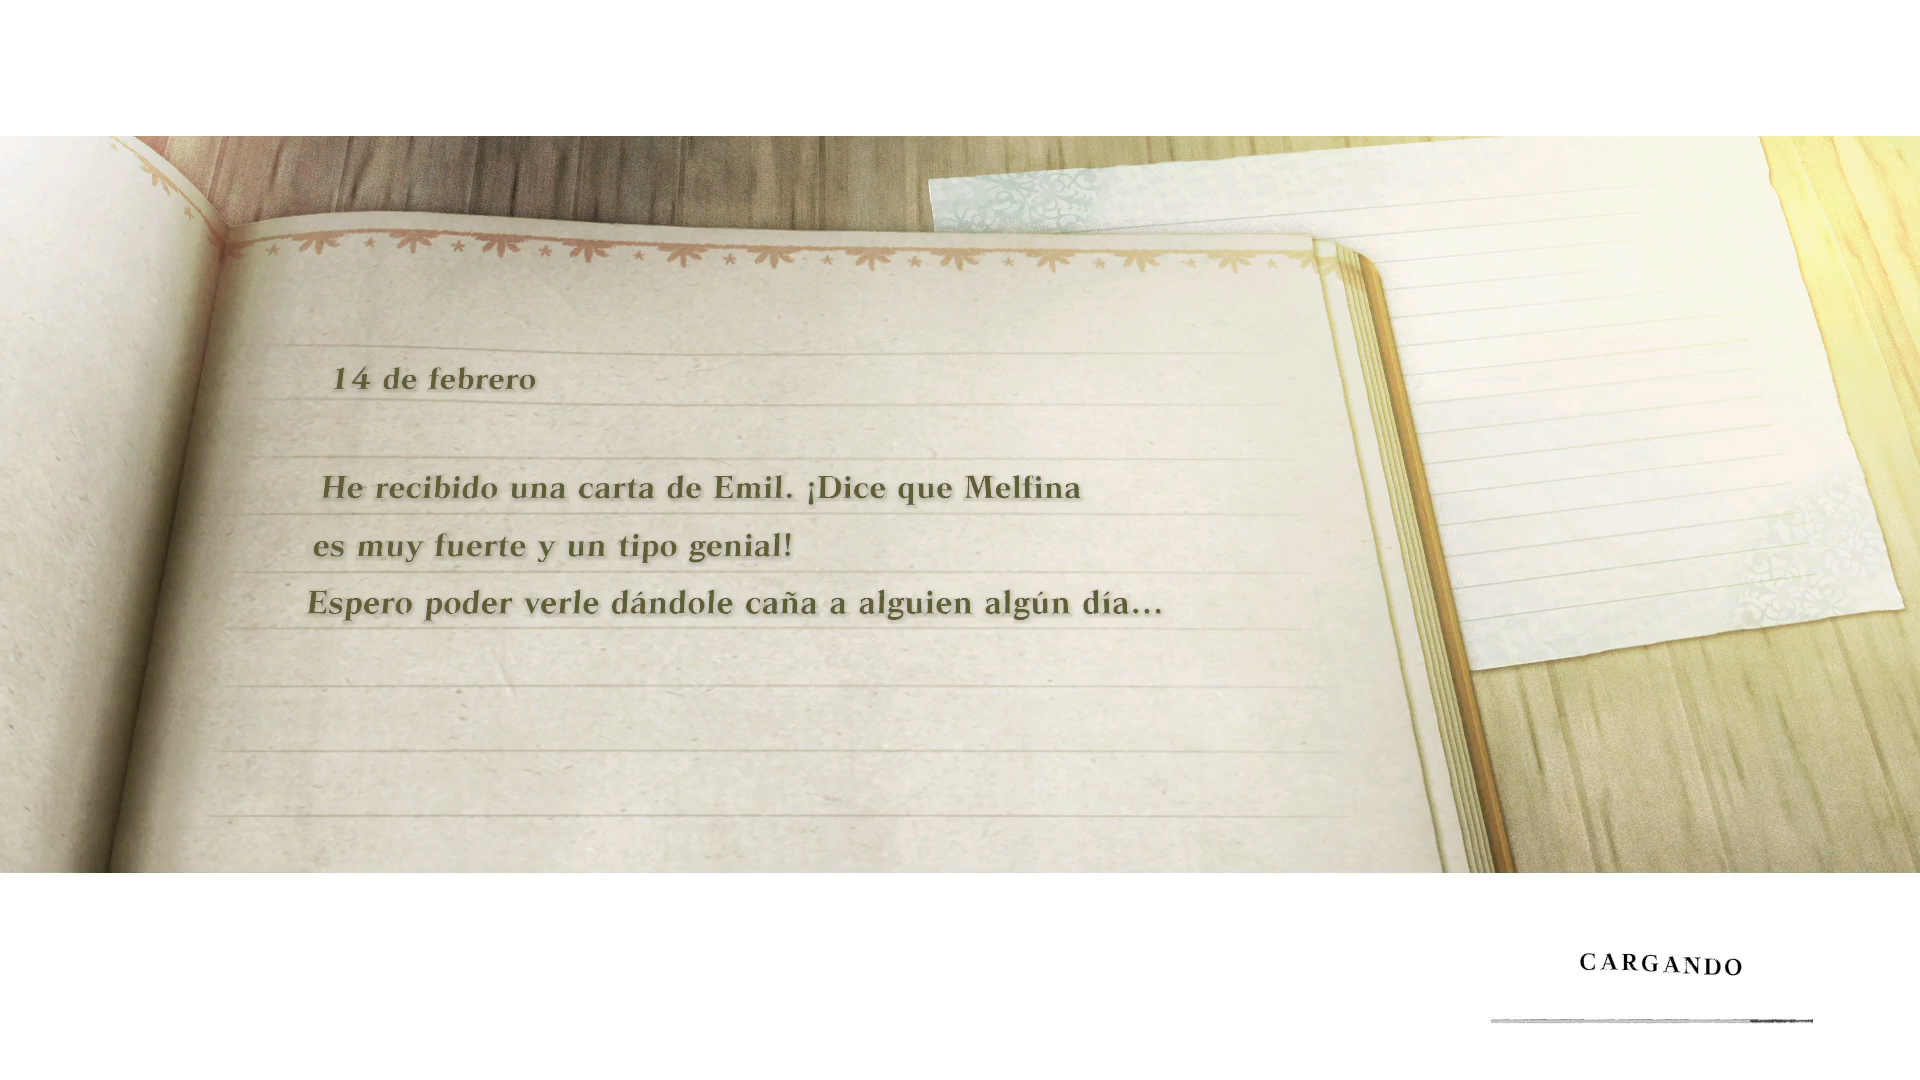 14 de febrero
He recibido una carta de Emil. ¡Dice que Melfina
es muy fuerte y un tipo genial!
Espero poder verle dándole caña a alguien algún día...
CARGANDO